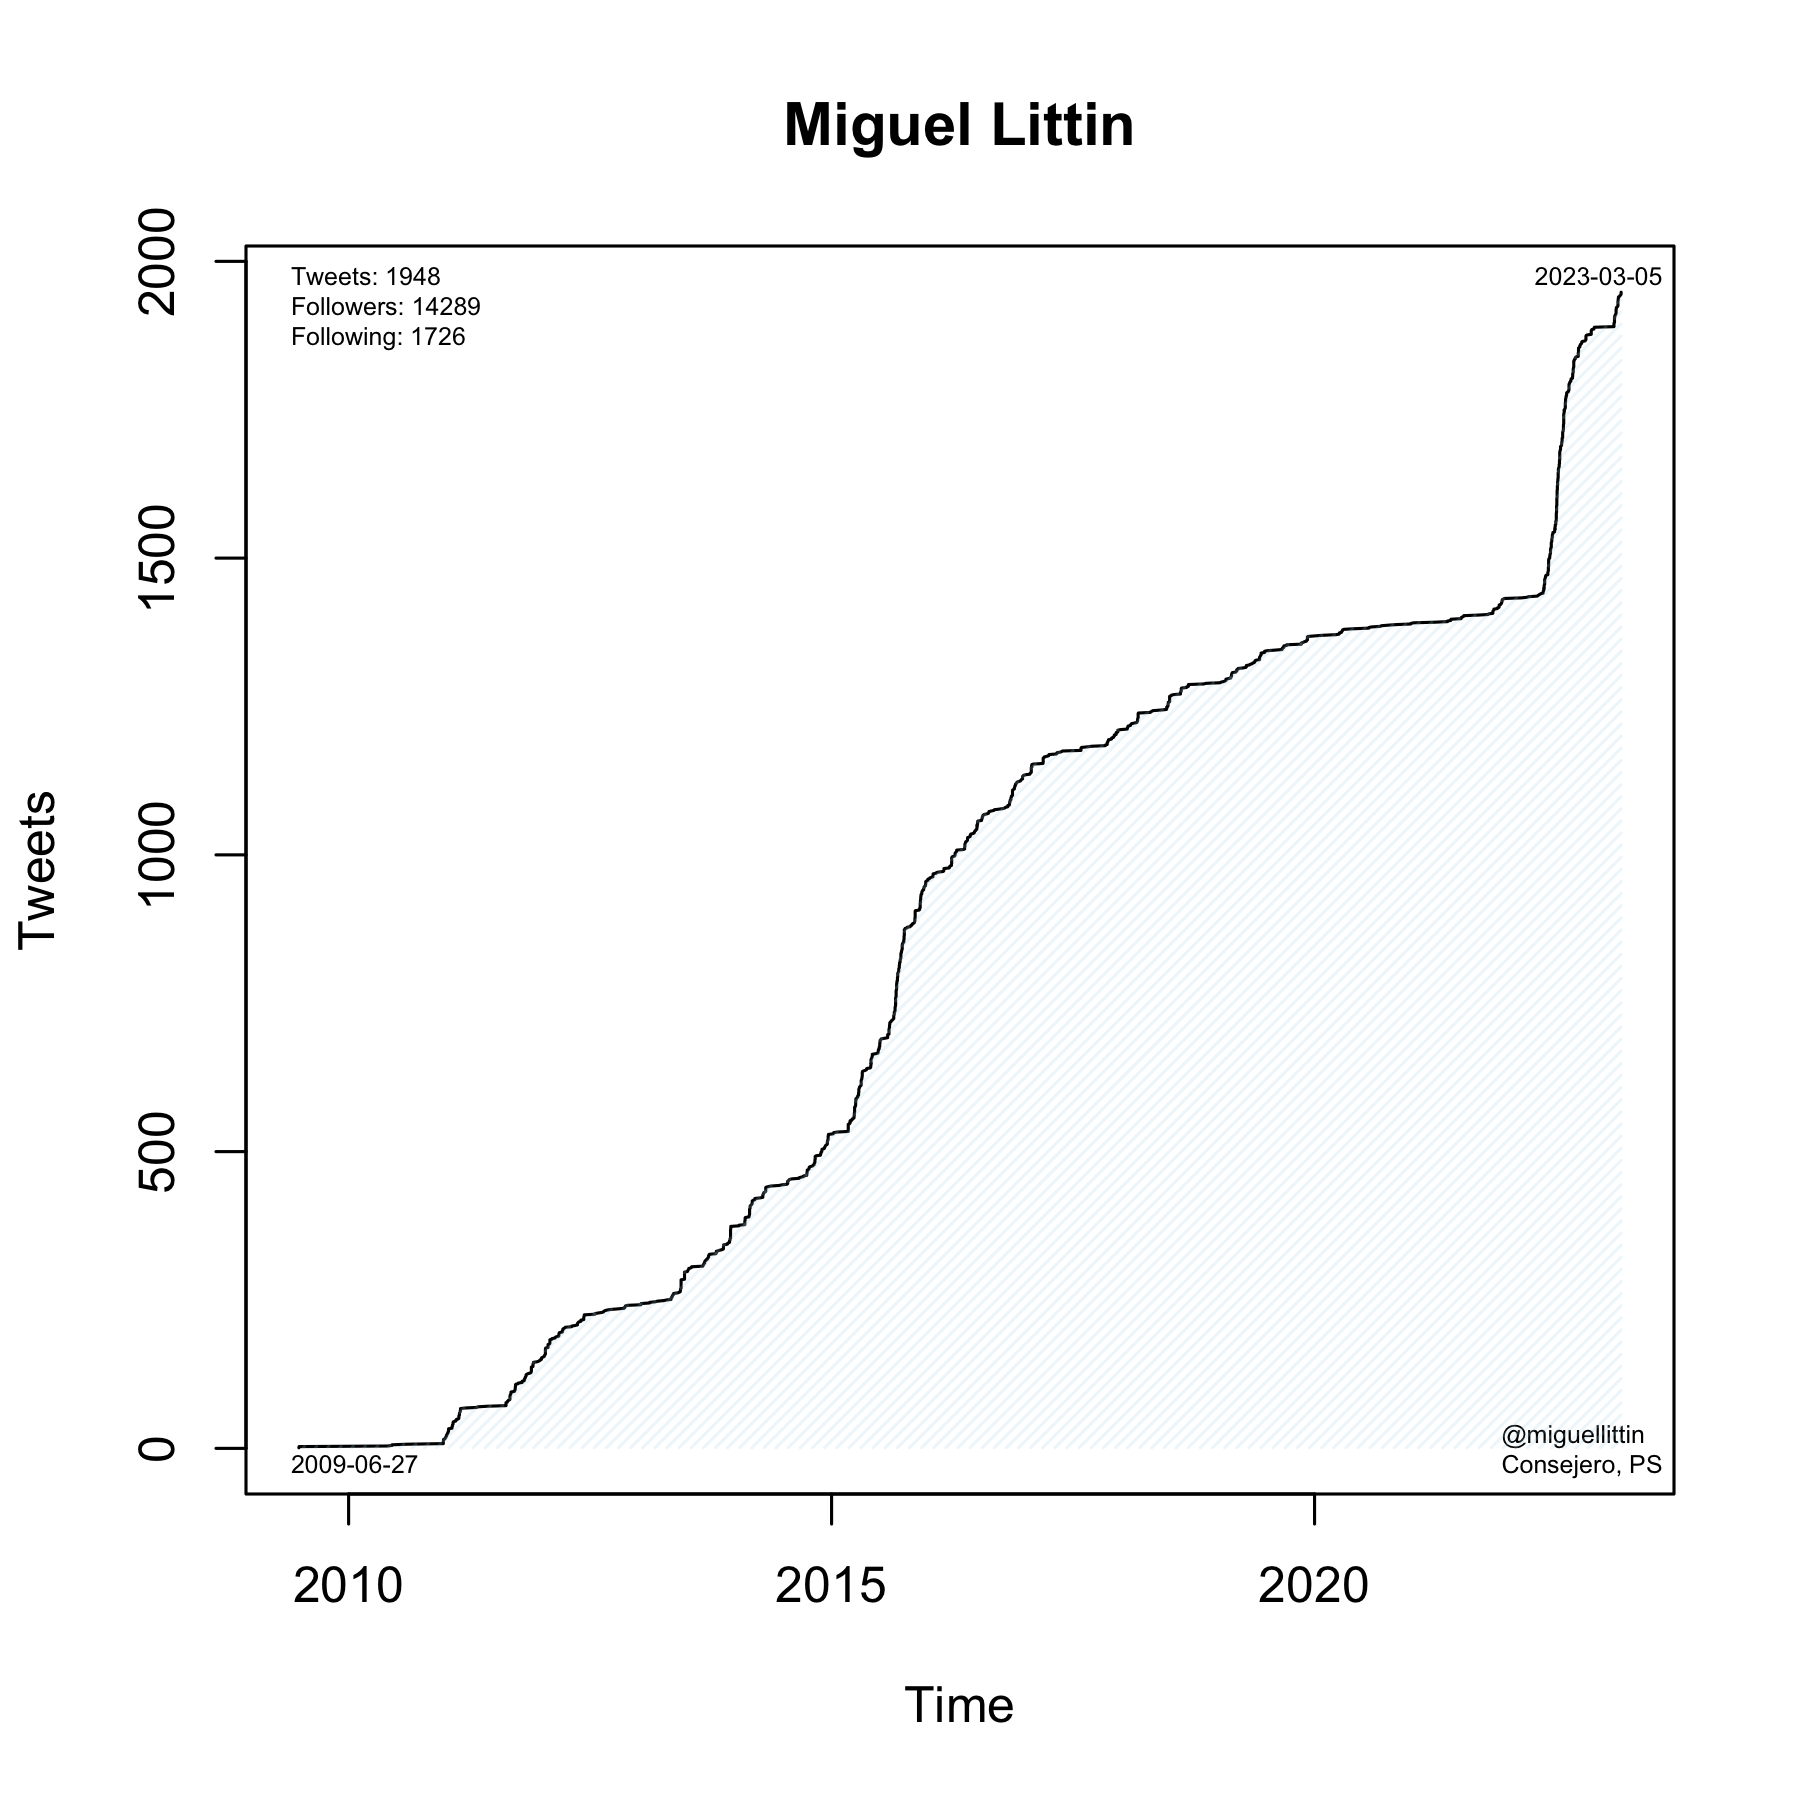 Miguel Littin
2000
1500
1000
500
0
Tweets
Tweets: 1948
Followers: 14289
Following: 1726
2023-03-05
2009-06-27
@miguellittin
Consejero, PS
2010
2015
2020
Time